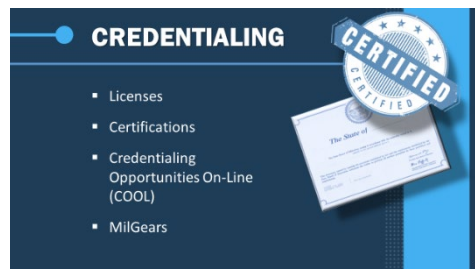 CREDENTIALING
CERTIFIED
CERTIFIED
▪ Licenses
The State of
▪ Certifications
▪ Credentialing
Opportunities On-Line
(COOL)
▪ MilGears